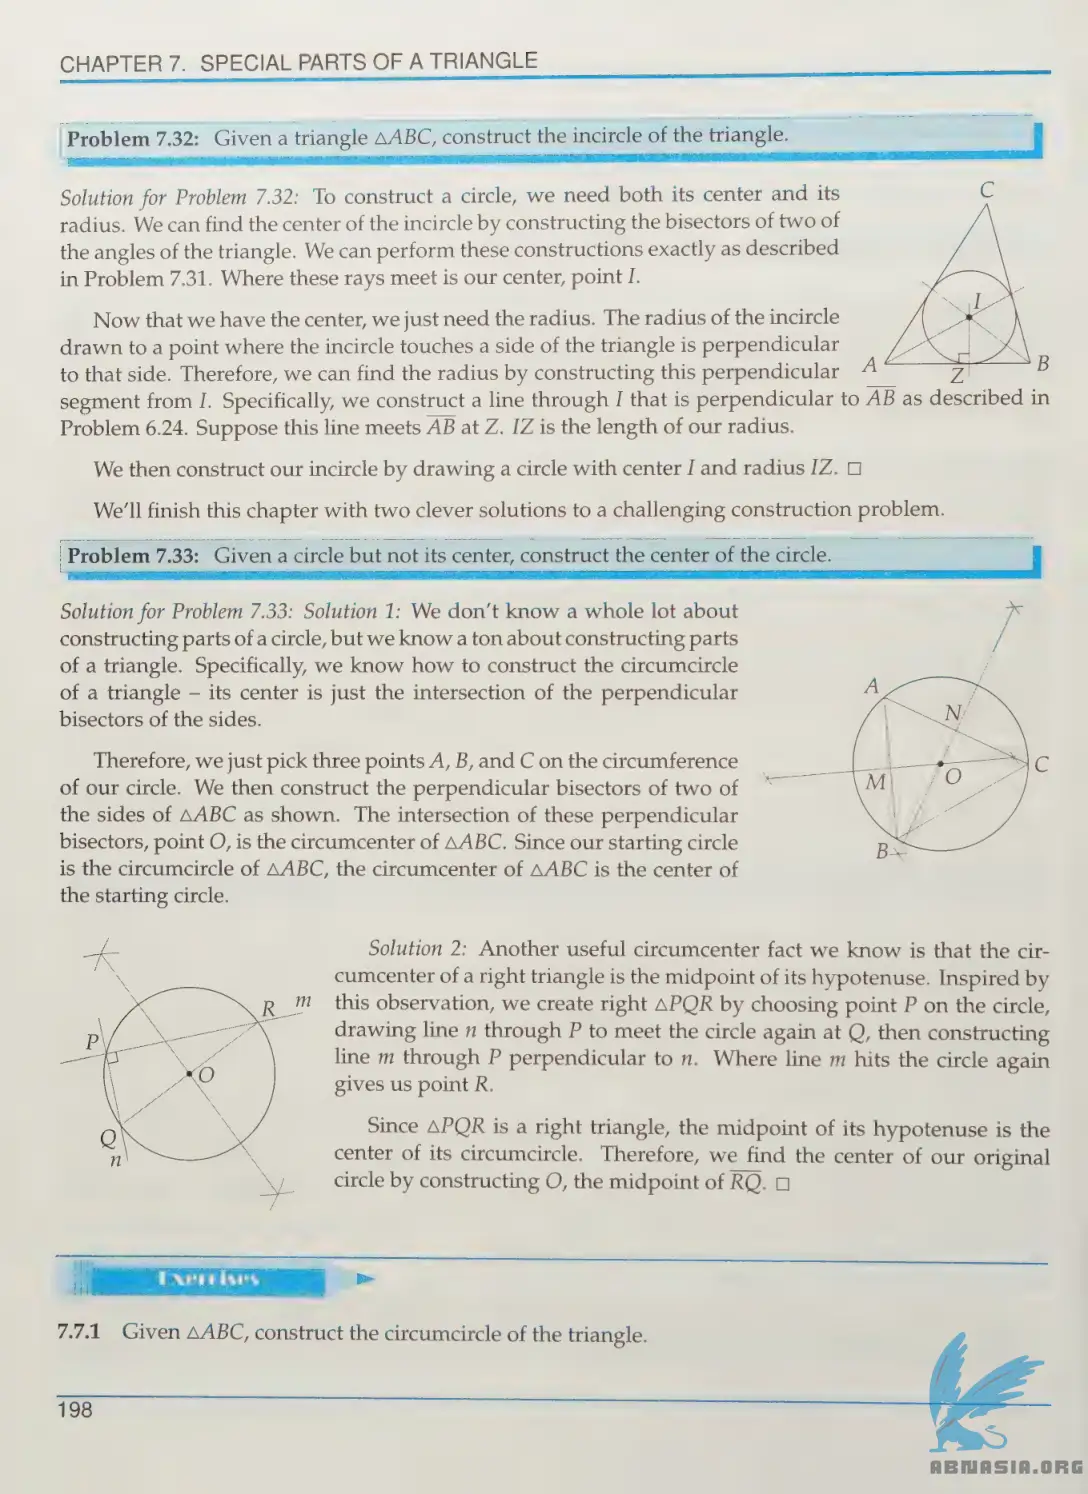 CHAPTER 7. SPECIAL PARTS OF A TRIANGLE
Problem 7.32: Given a triangle △ABC, construct the incircle of the triangle.
Solution for Problem 7.32: To construct a circle, we need both its center and its
radius. We can find the center of the incircle by constructing the bisectors of two of
the angles of the triangle. We can perform these constructions exactly as described
in Problem 7.31. Where these rays meet is our center, point I.
Now that we have the center, we just need the radius. The radius of the incircle
drawn to a point where the incircle touches a side of the triangle is perpendicular
to that side. Therefore, we can find the radius by constructing this perpendicular
segment from I. Specifically, we construct a line through I that is perpendicular to AB as described in
Problem 6.24. Suppose this line meets AB at Z. IZ is the length of our radius.
C
I
A
Z
B
We then construct our incircle by drawing a circle with center I and radius IZ. □
We'll finish this chapter with two clever solutions to a challenging construction problem.
Problem 7.33: Given a circle but not its center, construct the center of the circle.
Solution for Problem 7.33: Solution 1: We don't know a whole lot about
constructing parts of a circle, but we know a ton about constructing parts
of a triangle. Specifically, we know how to construct the circumcircle
of a triangle – its center is just the intersection of the perpendicular
bisectors of the sides.
Therefore, we just pick three points A, B, and C on the circumference
of our circle. We then construct the perpendicular bisectors of two of
the sides of △ABC as shown. The intersection of these perpendicular
bisectors, point O, is the circumcenter of △ABC. Since our starting circle
is the circumcircle of △ABC, the circumcenter of △ABC is the center of
the starting circle.
A
N
C
M
O
B
Solution 2: Another useful circumcenter fact we know is that the cir-
cumcenter of a right triangle is the midpoint of its hypotenuse. Inspired by
this observation, we create right △PQR by choosing point P on the circle,
drawing line n through P to meet the circle again at Q, then constructing
line m through P perpendicular to n. Where line m hits the circle again
gives us point R.
Since △PQR is a right triangle, the midpoint of its hypotenuse is the
center of its circumcircle. Therefore, we find the center of our original
circle by constructing O, the midpoint of RQ. □
R m
P
O
Q
n
Exercises
7.7.1 Given △ABC, construct the circumcircle of the triangle.
198
ABNASIA.ORG